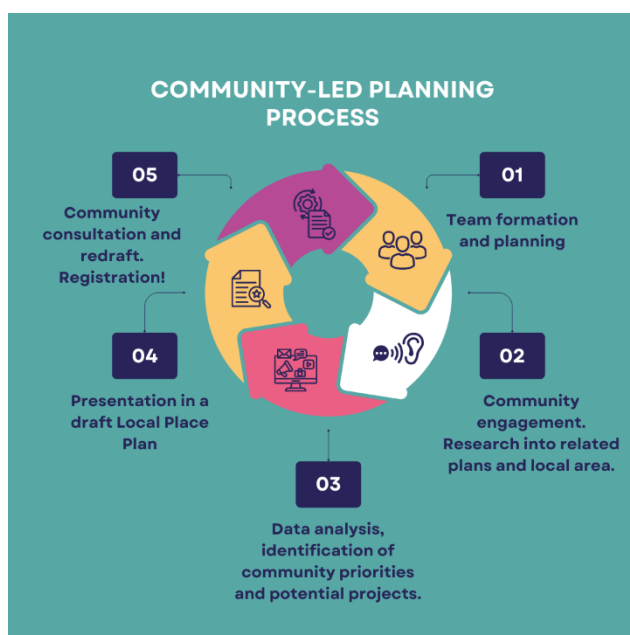 COMMUNITY-LED PLANNING
PROCESS
01
Team formation
and planning
02
Community
engagement.
Research into related
plans and local area.
03
Data analysis,
identification of
community priorities
and potential projects.
04
Presentation in a
draft Local Place
Plan
05
Community
consultation and
redraft.
Registration!